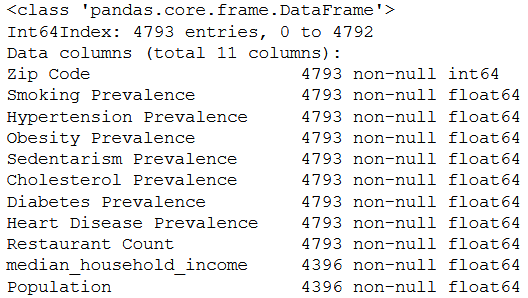 <class 'pandas.core.frame.DataFrame'>
Int64Index: 4793 entries, 0 to 4792
Data columns (total 11 columns):
Zip Code                    4793 non-null int64
Smoking Prevalence          4793 non-null float64
Hypertension Prevalence     4793 non-null float64
Obesity Prevalence          4793 non-null float64
Sedentarism Prevalence      4793 non-null float64
Cholesterol Prevalence      4793 non-null float64
Diabetes Prevalence         4793 non-null float64
Heart Disease Prevalence    4793 non-null float64
Restaurant Count            4793 non-null float64
median_household_income     4396 non-null float64
Population                  4396 non-null float64